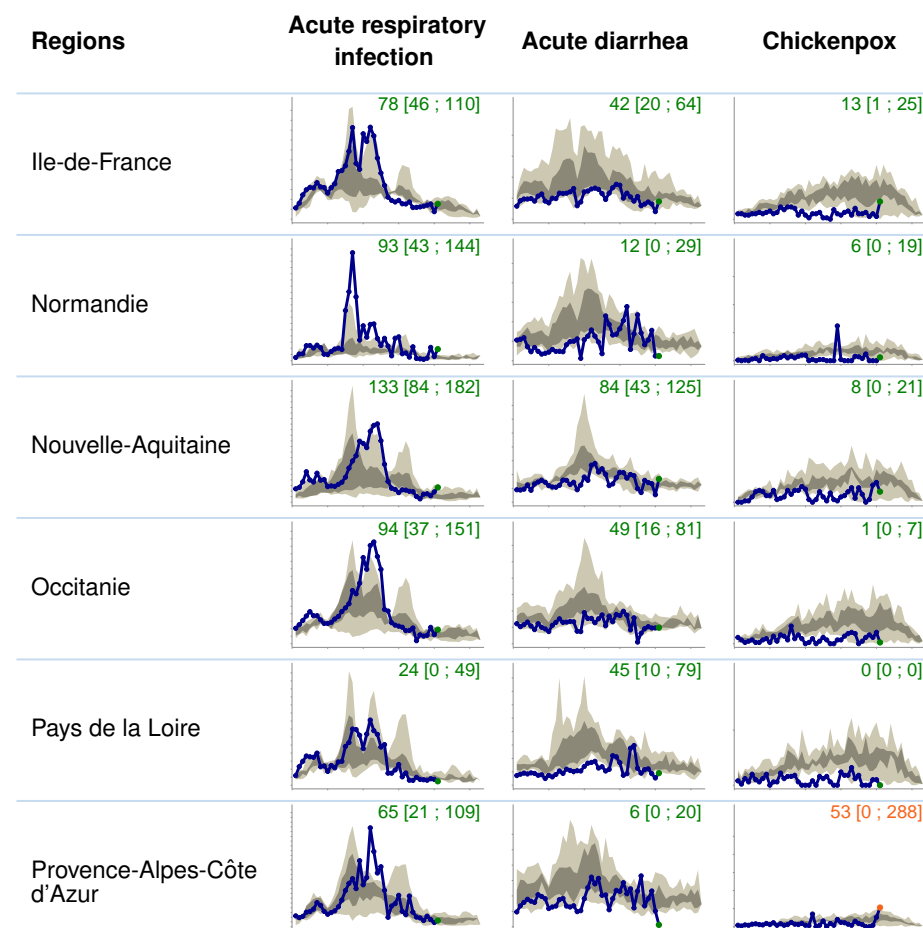 Regions
Acute respiratory
infection
Acute diarrhea
Chickenpox
Ile-de-France
78 [46 ; 110]
42 [20 ; 64]
13 [1 ; 25]
Normandie
93 [43 ; 144]
12 [0 ; 29]
6 [0 ; 19]
Nouvelle-Aquitaine
133 [84 ; 182]
84 [43 ; 125]
8 [0 ; 21]
Occitanie
94 [37 ; 151]
49 [16 ; 81]
1 [0 ; 7]
Pays de la Loire
24 [0 ; 49]
45 [10 ; 79]
0 [0 ; 0]
Provence-Alpes-Côte
d'Azur
65 [21 ; 109]
6 [0 ; 20]
53 [0 ; 288]